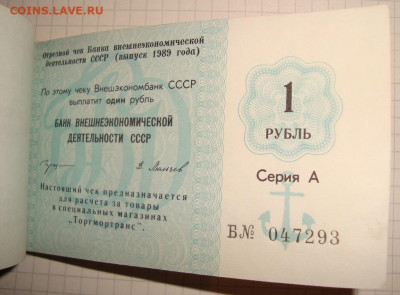 COINS.LAVE.RU
Отрезной чек Банка внешнеэкономической
деятельности СССР (выпуск 1989 года)
По этому чеку Внешэкономбанк СССР
выплатит один рубль
БАНК ВНЕШНЕЭКОНОМИЧЕСКОЙ
ДЕЯТЕЛЬНОСТИ СССР
Настоящий чек предназначается
для расчета за товары
в специальных магазинах
"Торгмортранс".
1
РУБЛЬ
Серия А
Б№ 047293